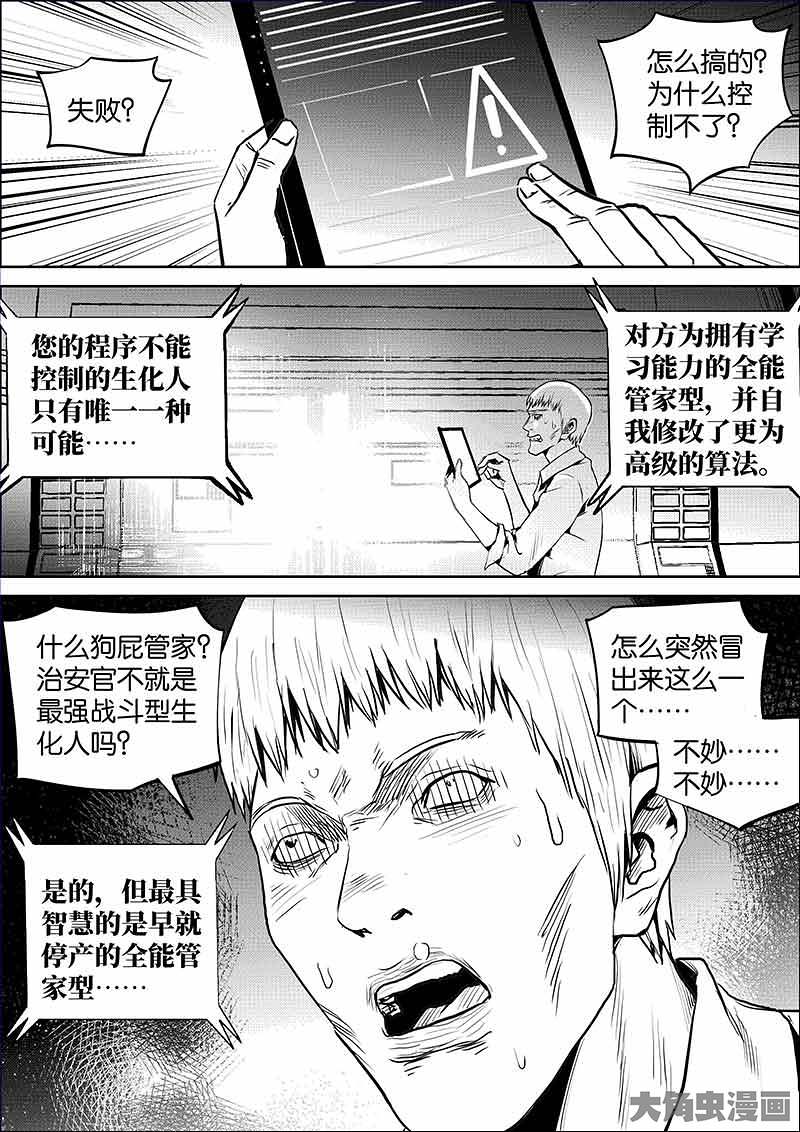 失败？
怎么搞的？
为什么控
制不了？
您的程序不能
控制的生化人
只有唯一一种
可能……
对方为拥有学
习能力的全能
管家型，并自
我修改了更为
高级的算法。
什么狗屁管家？
治安官不就是
最强战斗型生
化人吗？
怎么突然冒
出来这么一
个……
不妙……
不妙……
是的，但最具
智慧的是早就
停产的全能管
家型……
大角虫漫画